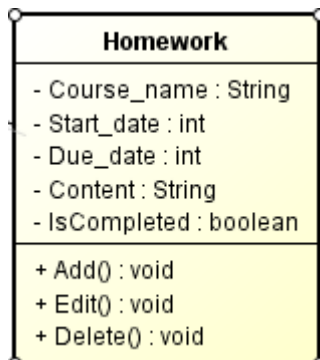 Homework
- Course_name : String
- Start_date : int
- Due_date : int
- Content : String
- IsCompleted : boolean
+ Add() : void
+ Edit() : void
+ Delete() : void